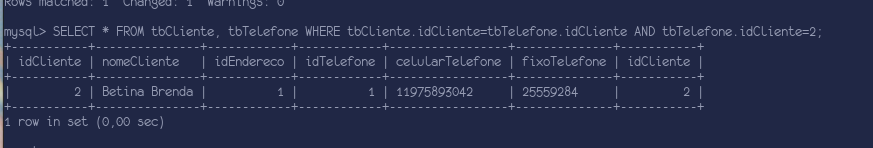 Rows matched: 1  Changed: 1  Warnings: 0
mysql> SELECT * FROM tbCliente, tbTelefone WHERE tbCliente.idCliente=tbTelefone.idCliente AND tbTelefone.idCliente=2;
+-----------+---------------+------------+------------+-----------------+--------------+-----------+
| idCliente | nomeCliente   | idEndereco | idTelefone | celularTelefone | fixoTelefone | idCliente |
+-----------+---------------+------------+------------+-----------------+--------------+-----------+
|         2 | Betina Brenda |          1 |          1 | 11975893042     | 25559284     |         2 |
+-----------+---------------+------------+------------+-----------------+--------------+-----------+
1 row in set (0,00 sec)